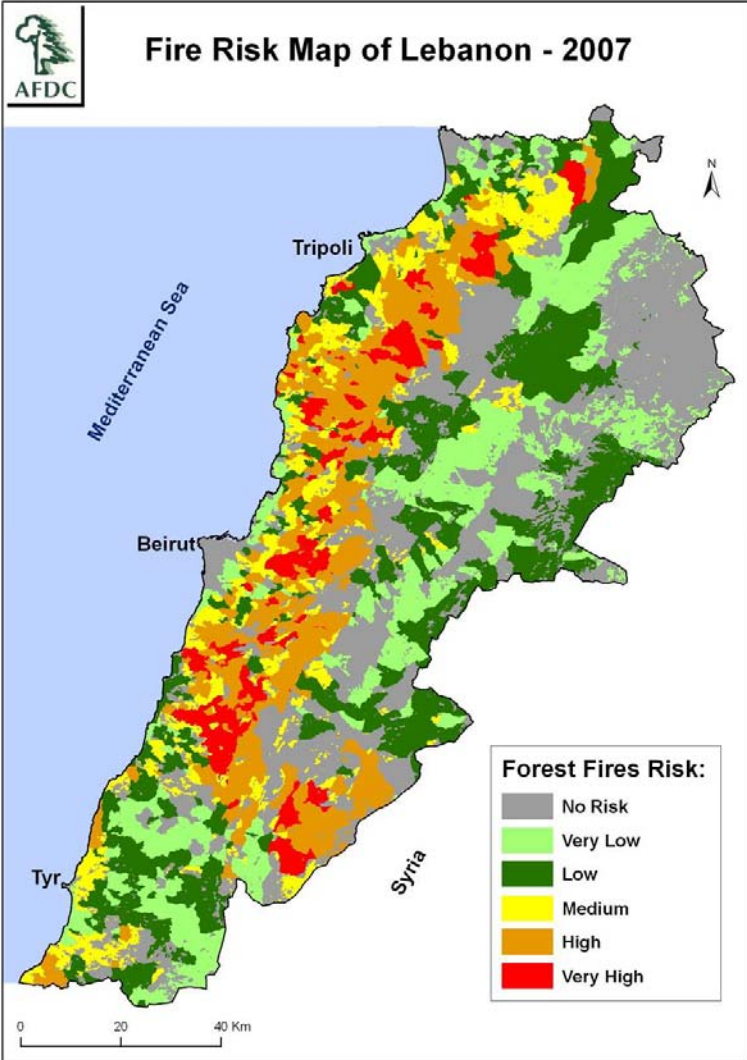 AFDC
Fire Risk Map of Lebanon - 2007
N
Tripoli
Mediterranean Sea
Beirut
Tyr
Syria
Forest Fires Risk:
No Risk
Very Low
Low
Medium
High
Very High
0 20 40 Km